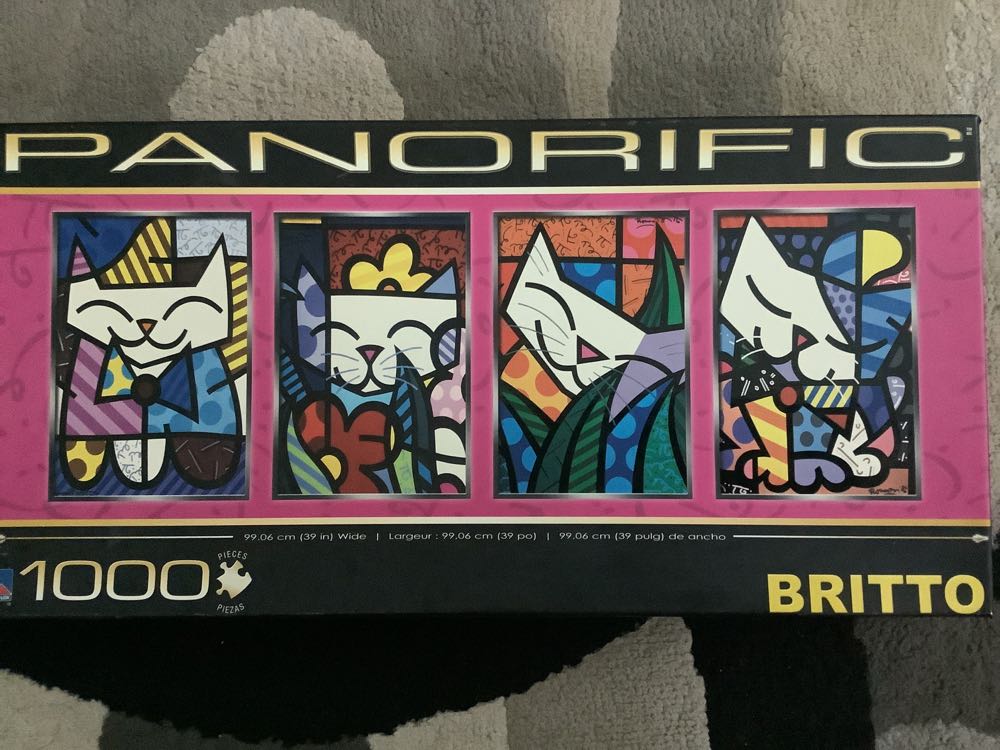 PANORIFIC
99.06 cm (39 in) Wide | Largeur : 99.06 cm (39 po) | 99.06 cm (39 pulg) de ancho
1000
PIECES
PIEZAS
BRITTO